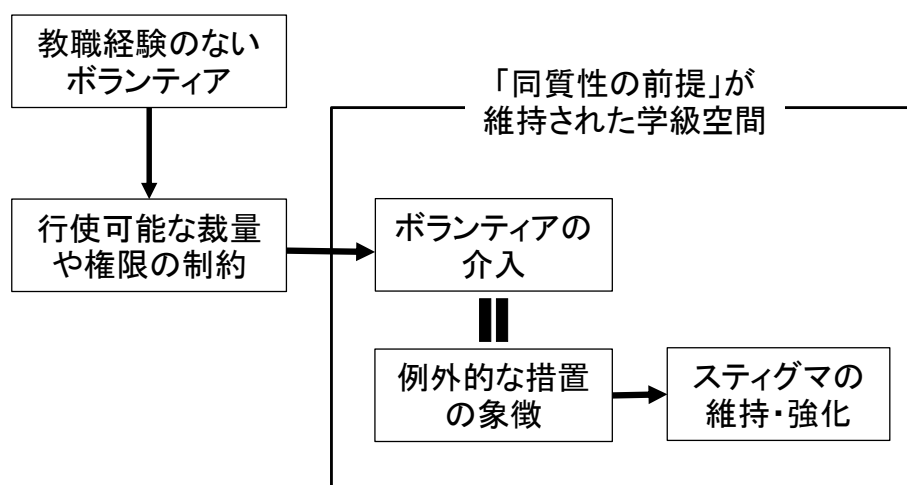 教職経験のない
ボランティア
「同質性の前提」が
維持された学級空間
行使可能な裁量
や権限の制約
ボランティアの
介入
例外的な措置
の象徴
スティグマの
維持・強化